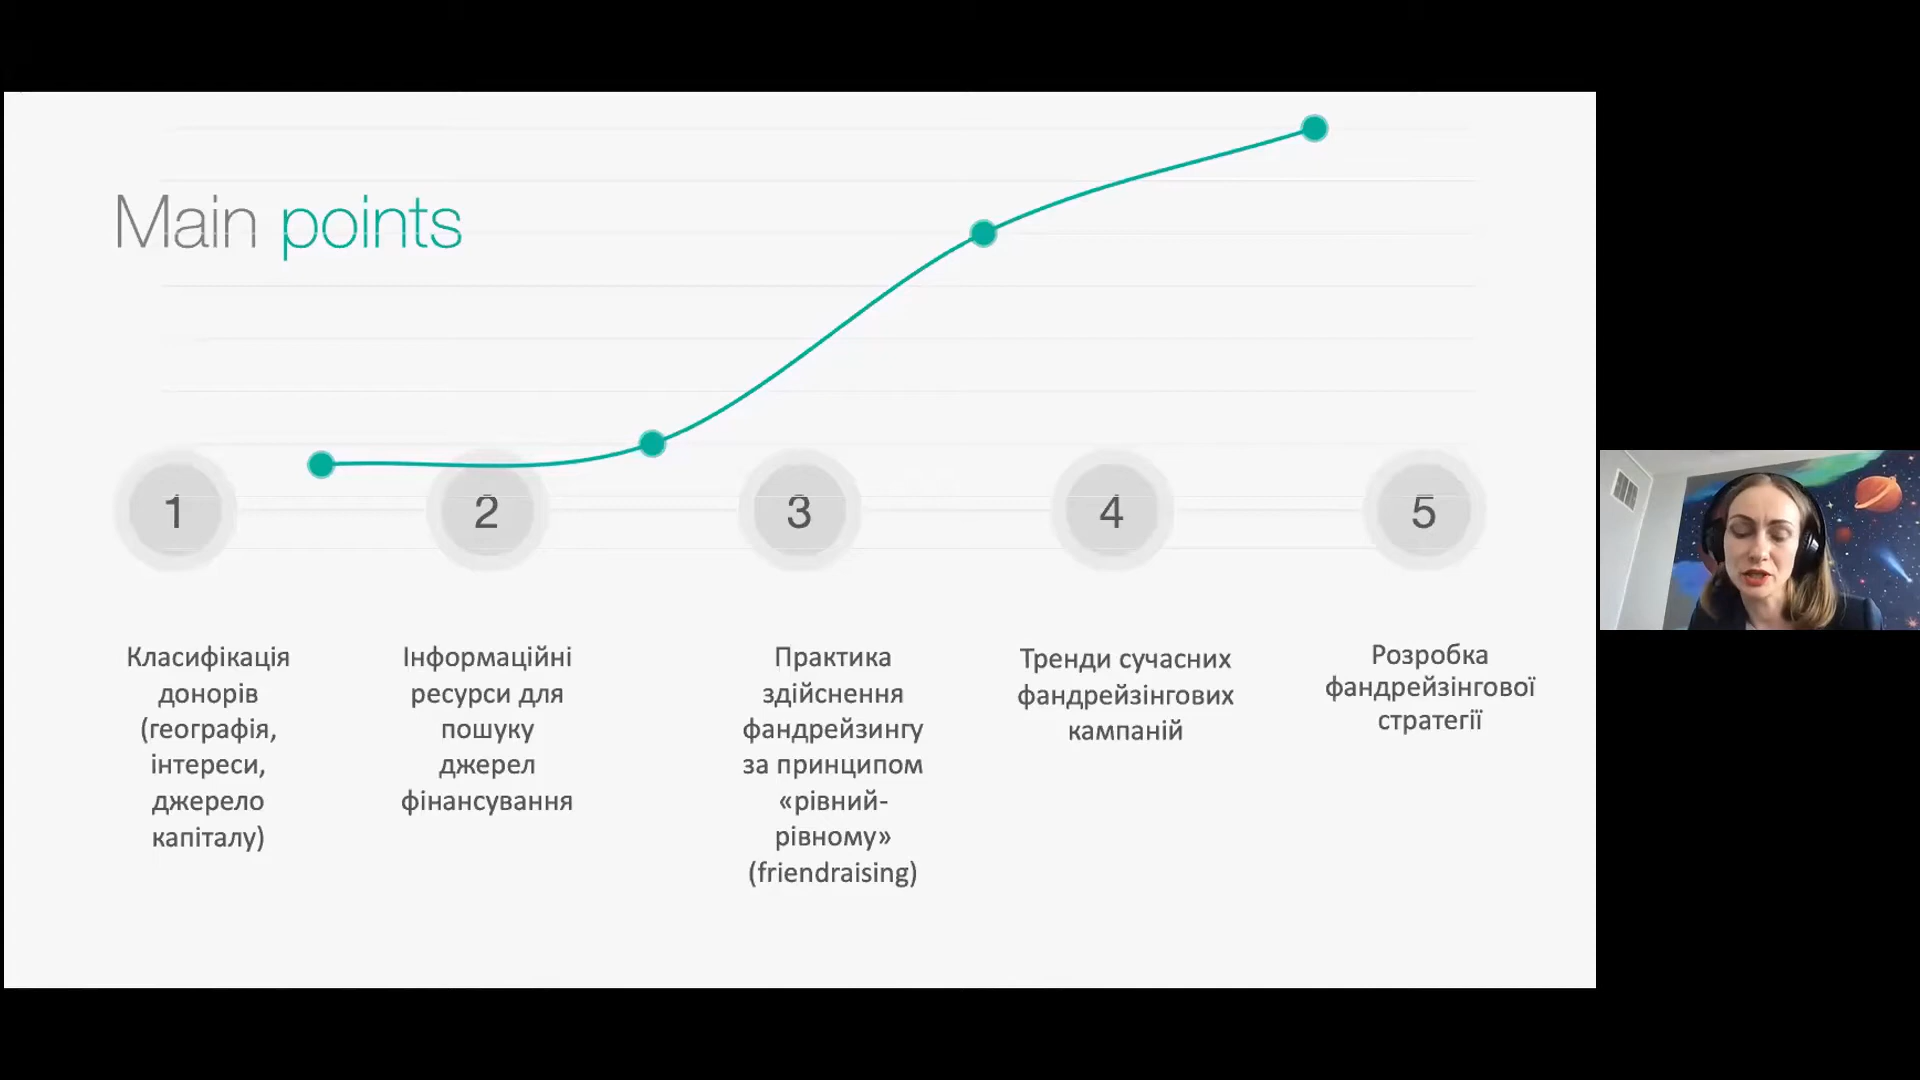 Main points
1
2
3
4
5
Класифікація
донорів
(географія,
інтереси,
джерело
капіталу)
Інформаційні
ресурси для
пошуку
джерел
фінансування
Практика
здійснення
фандрейзингу
за принципом
«рівний-
рівному»
(friendraising)
Тренди сучасних
фандрейзінгових
кампаній
Розробка
фандрейзінгової
стратегії